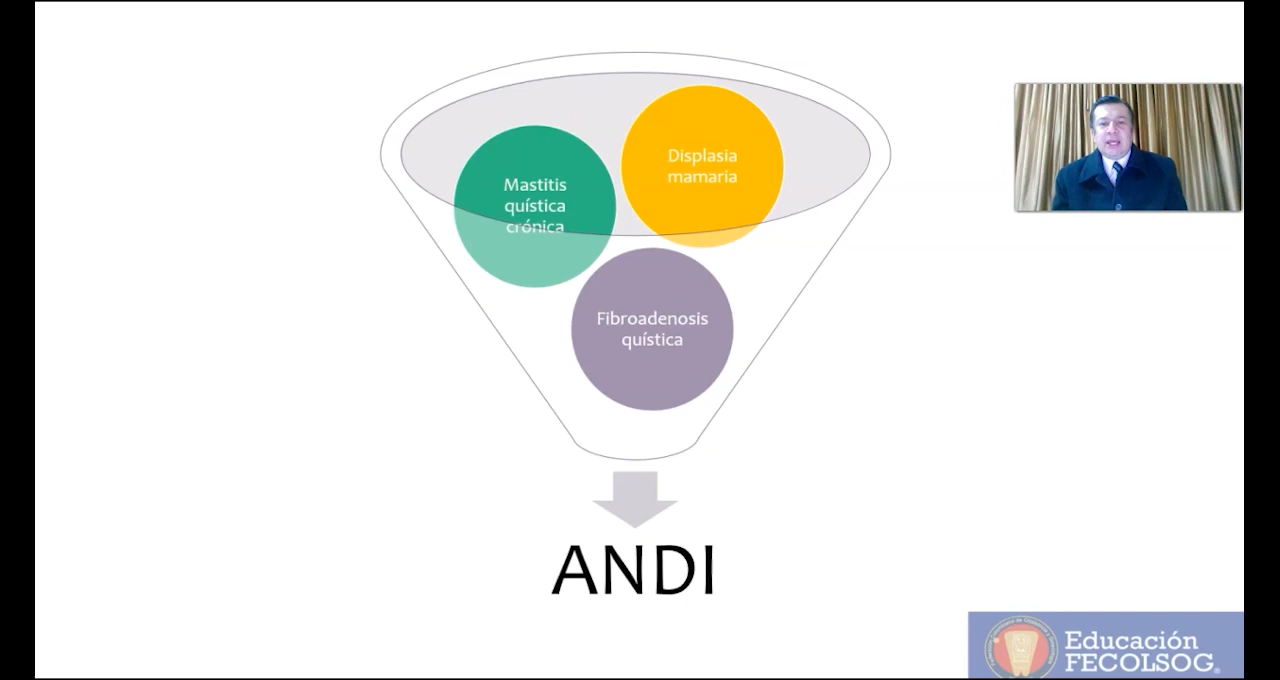 Displasia
mamaria
Mastitis
quística
crónica
Fibroadenosis
quística
ANDI
Educación
FECOLSOG®